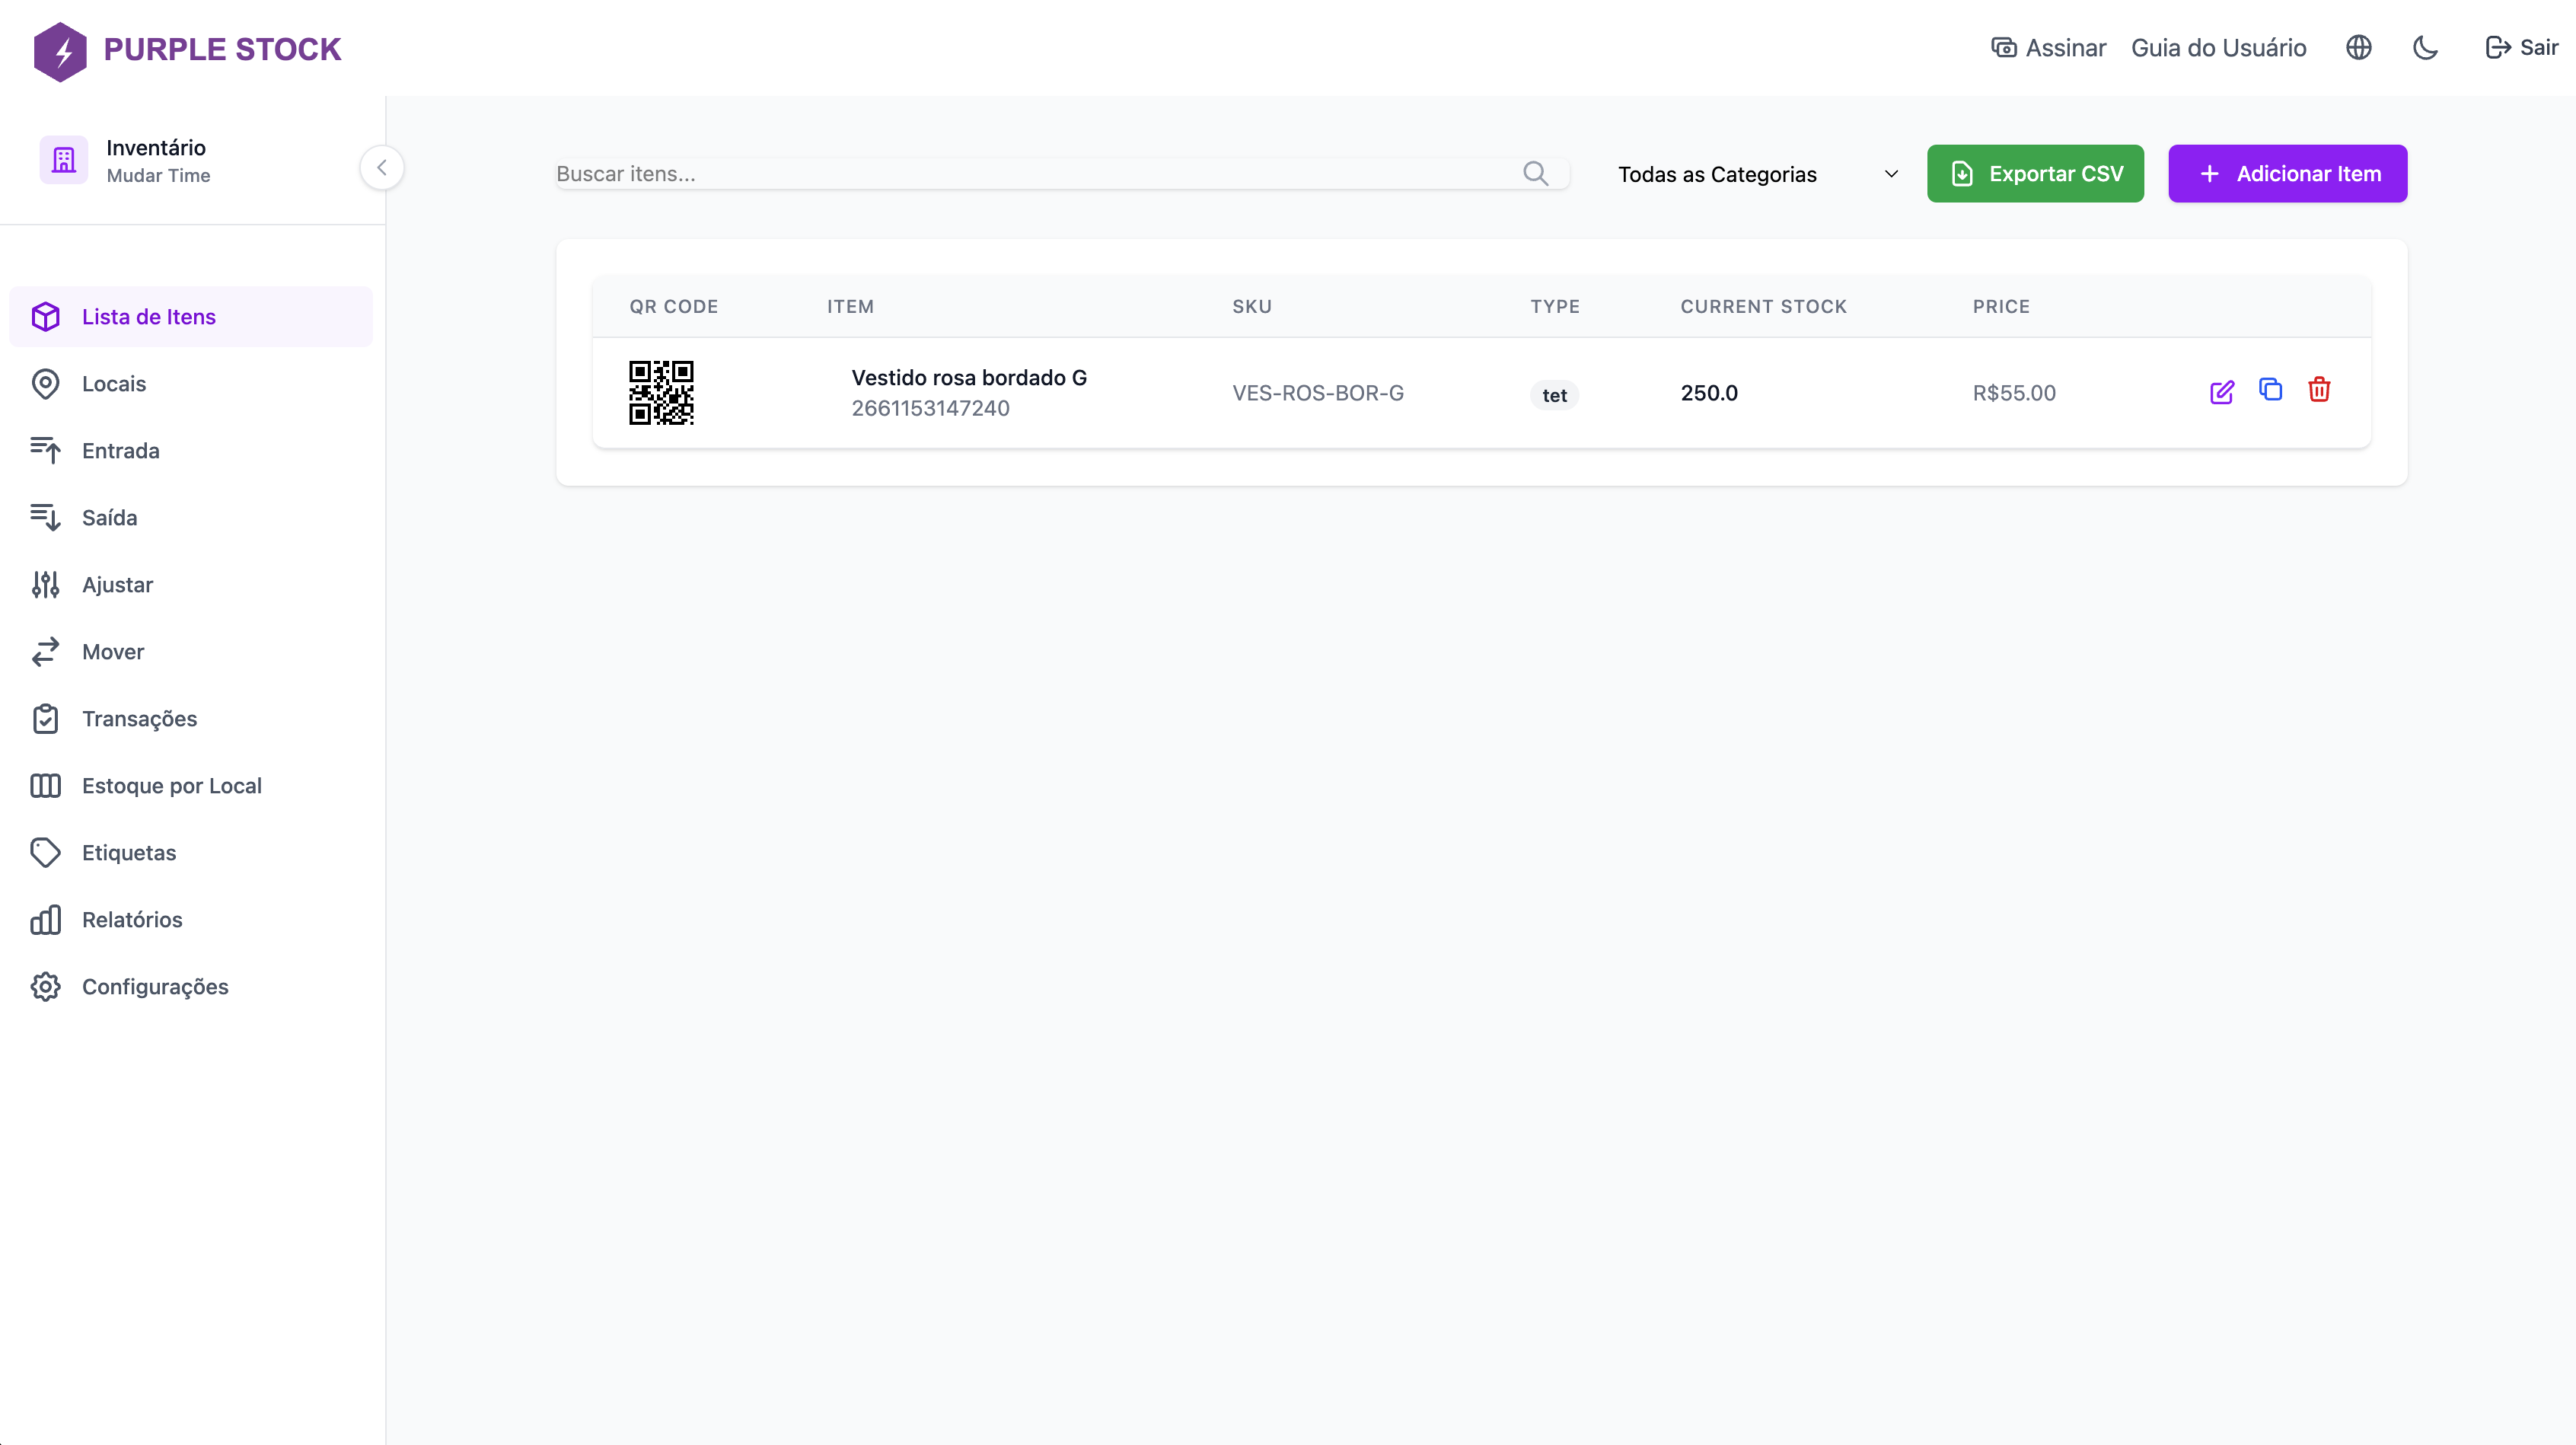 PURPLE STOCK
Assinar Guia do Usuário Sair
Inventário
Mudar Time
Buscar itens...
Todas as Categorias
Exportar CSV
Adicionar Item
Lista de Itens
Locais
Entrada
Saída
Ajustar
Mover
Transações
Estoque por Local
Etiquetas
Relatórios
Configurações
QR CODE ITEM SKU TYPE CURRENT STOCK PRICE
Vestido rosa bordado G
2661153147240
VES-ROS-BOR-G tet 250.0 R$55.00